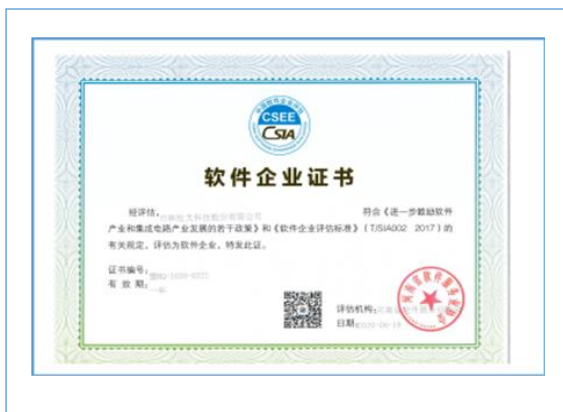 CSEE
CSIA
软件企业证书
经评估， 符合《进一步鼓励软件
产业和集成电路产业发展的若干政策》和《软件企业评估标准》（T/SIA002 2017）的
有关规定，评估为软件企业，特发此证。
证书编号：
有效期：
评估机构：
日期：